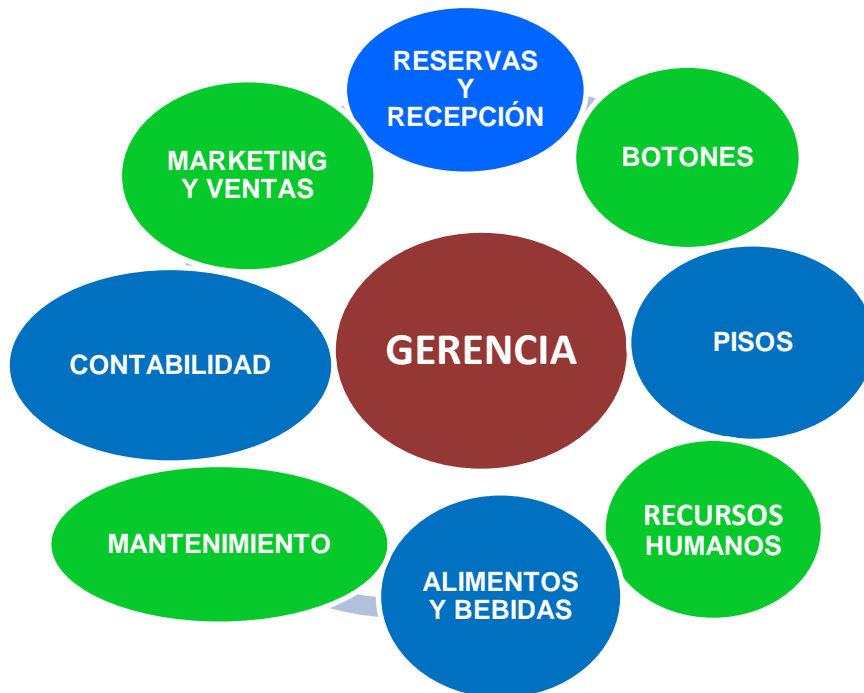 RESERVAS
Y
RECEPCIÓN
BOTONES
PISOS
RECURSOS
HUMANOS
ALIMENTOS
Y BEBIDAS
MANTENIMIENTO
CONTABILIDAD
MARKETING
Y VENTAS
GERENCIA